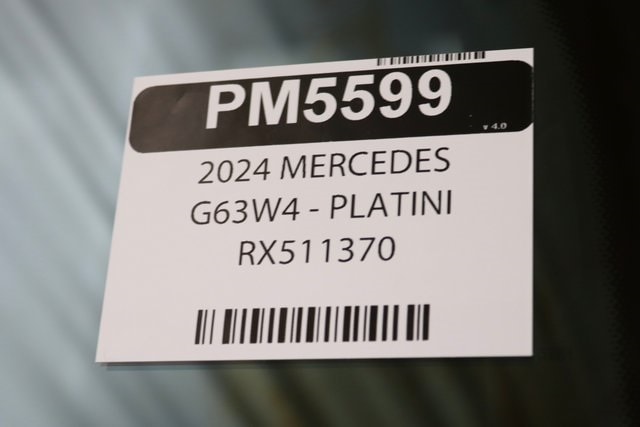 PM5599
v 4.0
2024 MERCEDES
G63W4 - PLATINI
RX511370